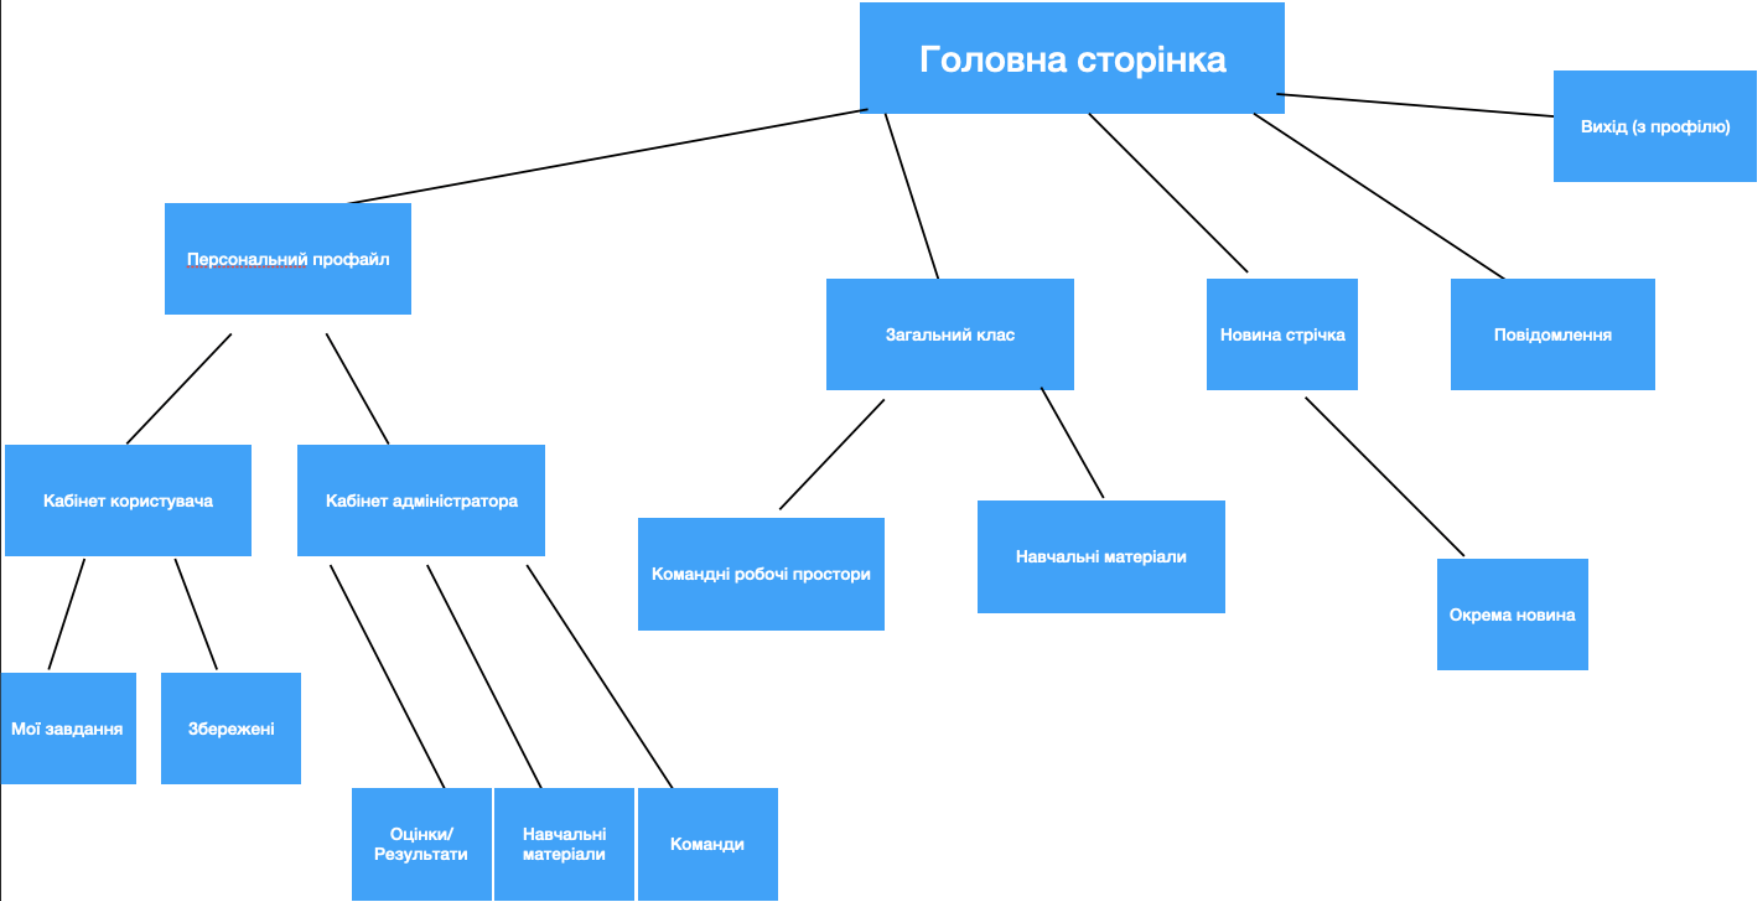 Головна сторінка
Вихід (з профілю)
Персональний профайл
Загальний клас
Новина стрічка
Повідомлення
Кабінет користувача
Кабінет адміністратора
Командні робочі простори
Навчальні матеріали
Окрема новина
Мої завдання
Збережені
Оцінки/
Результати
Навчальні
матеріали
Команди